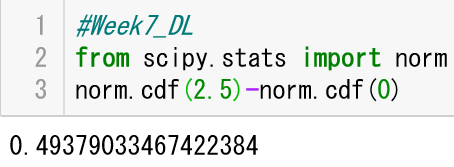 1 #Week7_DL
2 from scipy.stats import norm
3 norm.cdf(2.5)-norm.cdf(0)
0.49379033467422384